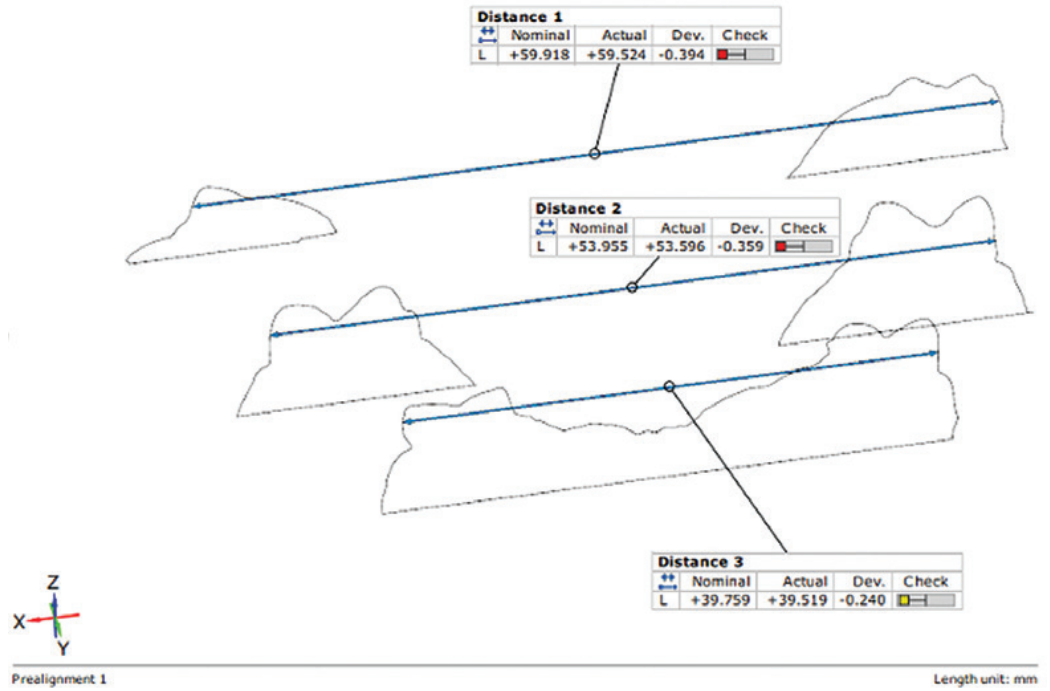 Distance 1
Nominal Actual Dev. Check
L +59.918 +59.524 -0.394
Distance 2
Nominal Actual Dev. Check
L +53.955 +53.596 -0.359
Distance 3
Nominal Actual Dev. Check
L +39.759 +39.519 -0.240
Z
X
Y
Prealignment 1 Length unit: mm